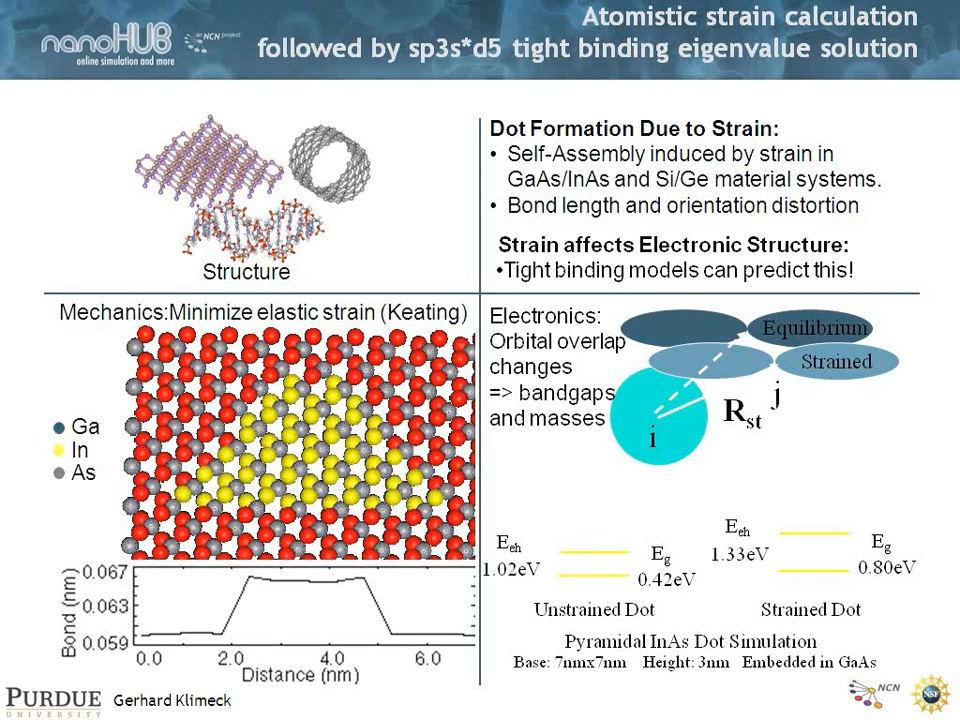 Atomistic strain calculation
followed by sp3s*d5 tight binding eigenvalue solution
nanoHUB
an NCN project
online simulation and more
Structure
Dot Formation Due to Strain:
• Self-Assembly induced by strain in
GaAs/InAs and Si/Ge material systems.
• Bond length and orientation distortion
Strain affects Electronic Structure:
•Tight binding models can predict this!
Mechanics:Minimize elastic strain (Keating)
Ga
In
As
Bond (nm)
0.067
0.063
0.059
0.0 2.0 4.0 6.0
Distance (nm)
Electronics:
Orbital overlap
changes
=> bandgaps
and masses
Equilibrium
Strained
i
Rst
j
Eeh
1.02eV
Eg
0.42eV
Unstrained Dot
Eeh
1.33eV
Eg
0.80eV
Strained Dot
Pyramidal InAs Dot Simulation
Base: 7nmx7nm Height: 3nm Embedded in GaAs
PURDUE
UNIVERSITY
Gerhard Klimeck
NCN
NSF